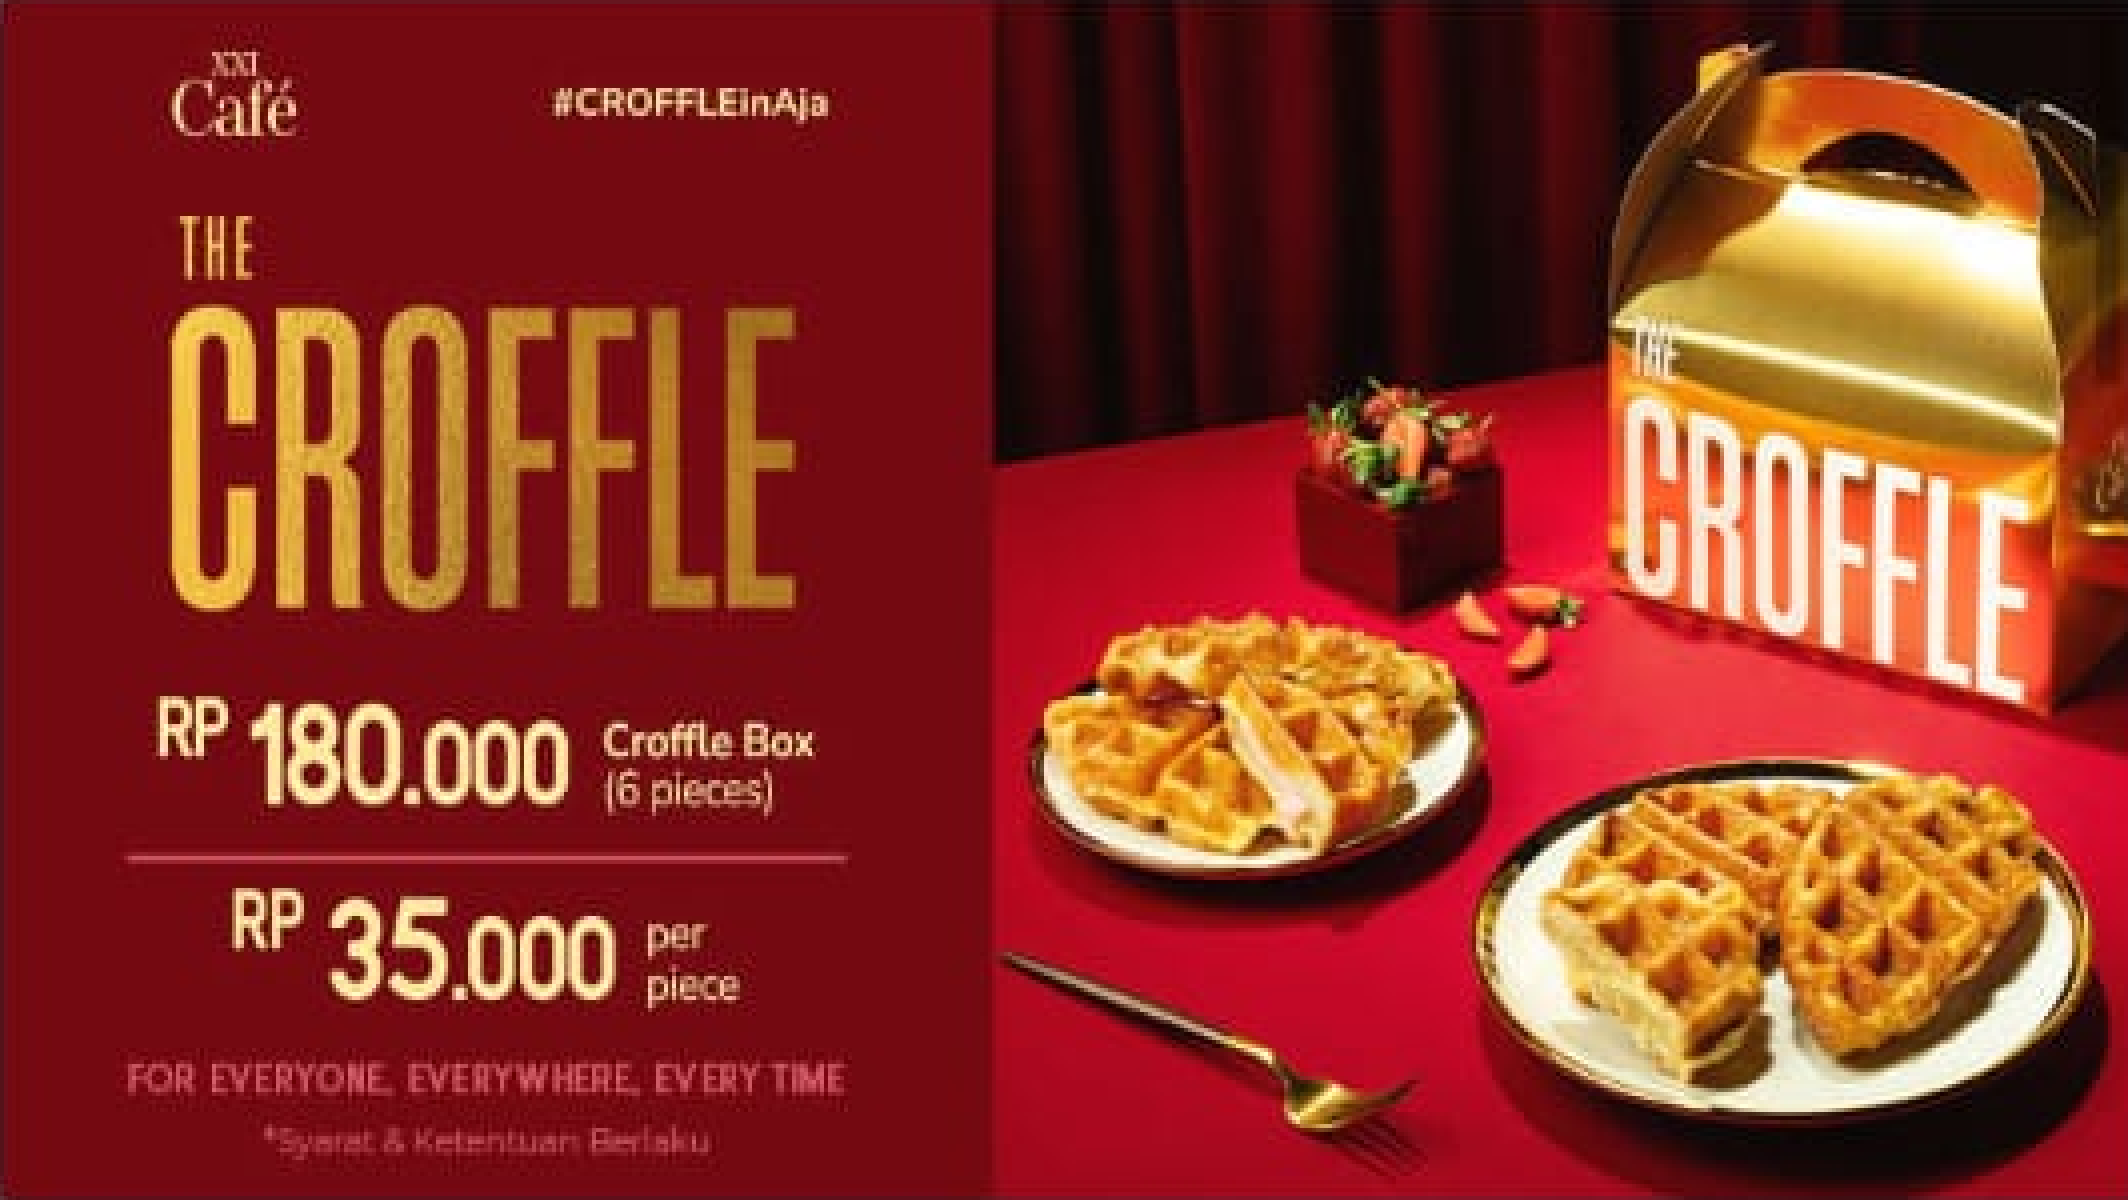 XXI
Café
#CROFFLEinAja
THE
CROFFLE
RP 180.000 Croffle Box
(6 pieces)
RP 35.000 per
piece
FOR EVERYONE, EVERYWHERE, EVERY TIME
*Syarat & Ketentuan Berlaku
THE
CROFFLE